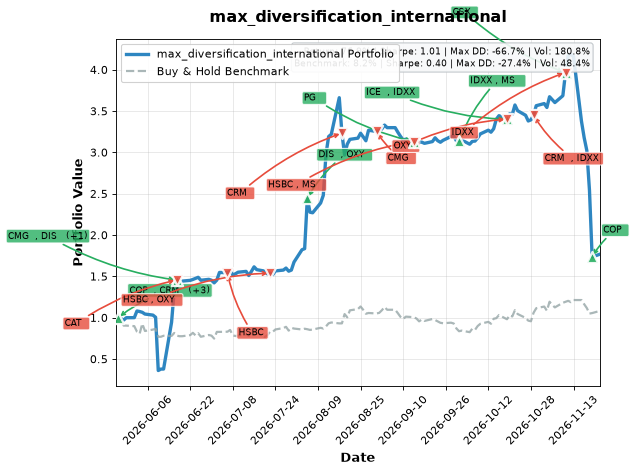 max_diversification_international
GSK
max_diversification_international Portfolio
Buy & Hold Benchmark
Sharpe: 1.01 | Max DD: -66.7% | Vol: 180.8%
Benchmark: 8.2% | Sharpe: 0.40 | Max DD: -27.4% | Vol: 48.4%
4.0
3.5
3.0
2.5
2.0
1.5
1.0
0.5
Portfolio Value
PG
ICE , IDXX
IDXX , MS
IDXX
OXY
CMG
DIS , OXY
CRM , IDXX
HSBC , MS
CRM
COP
CMG , DIS (+1)
COP , CRM (+3)
HSBC , OXY
CAT
HSBC
2026-06-06
2026-06-22
2026-07-08
2026-07-24
2026-08-09
2026-08-25
2026-09-10
2026-09-26
2026-10-12
2026-10-28
2026-11-13
Date